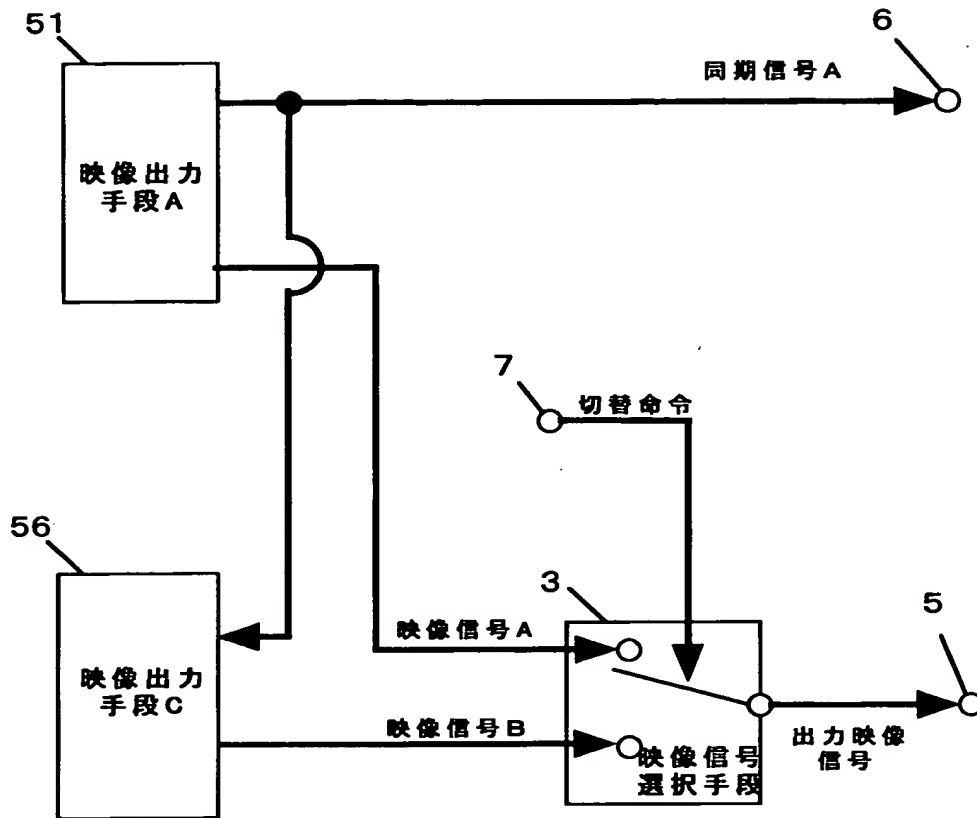 51
6
同期信号A
映像出力
手段A
7
切替命令
56
3
5
映像信号A
映像出力
手段C
映像信号B
映像信号
選択手段
出力映像
信号